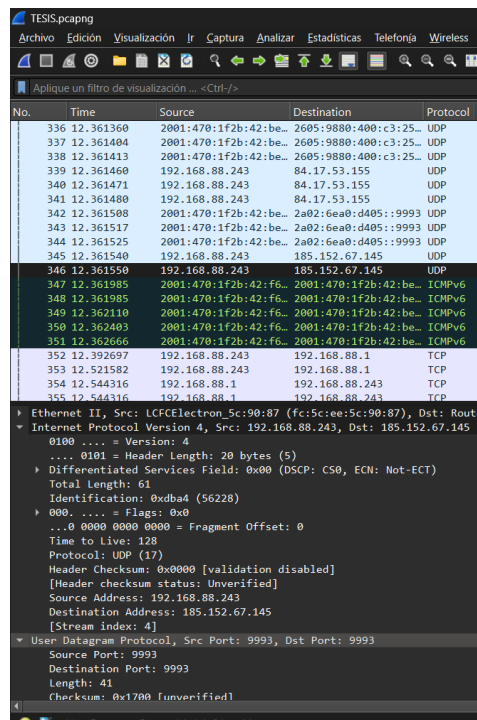 TESIS.pcapng
Archivo Edición Visualización Ir Captura Analizar Estadísticas Telefonía Wireless
Aplique un filtro de visualización ... <Ctrl-/>
No. Time Source Destination Protocol
336 12.361360 2001:470:1f2b:42:be… 2605:9880:400:c3:25… UDP
337 12.361404 2001:470:1f2b:42:be… 2605:9880:400:c3:25… UDP
338 12.361413 2001:470:1f2b:42:be… 2605:9880:400:c3:25… UDP
339 12.361460 192.168.88.243 84.17.53.155 UDP
340 12.361471 192.168.88.243 84.17.53.155 UDP
341 12.361480 192.168.88.243 84.17.53.155 UDP
342 12.361508 2001:470:1f2b:42:be… 2a02:6ea0:d405::9993 UDP
343 12.361517 2001:470:1f2b:42:be… 2a02:6ea0:d405::9993 UDP
344 12.361525 2001:470:1f2b:42:be… 2a02:6ea0:d405::9993 UDP
345 12.361540 192.168.88.243 185.152.67.145 UDP
346 12.361550 192.168.88.243 185.152.67.145 UDP
347 12.361985 2001:470:1f2b:42:f6… 2001:470:1f2b:42:be… ICMPv6
348 12.361985 2001:470:1f2b:42:f6… 2001:470:1f2b:42:be… ICMPv6
349 12.362110 2001:470:1f2b:42:f6… 2001:470:1f2b:42:be… ICMPv6
350 12.362403 2001:470:1f2b:42:f6… 2001:470:1f2b:42:be… ICMPv6
351 12.362666 2001:470:1f2b:42:f6… 2001:470:1f2b:42:be… ICMPv6
352 12.392697 192.168.88.243 192.168.88.1 TCP
353 12.521582 192.168.88.243 192.168.88.1 TCP
354 12.544316 192.168.88.1 192.168.88.243 TCP
355 12.544316 192.168.88.1 192.168.88.243 TCP
Ethernet II, Src: LCFCElectron_5c:90:87 (fc:5c:ee:5c:90:87), Dst: Rout
Internet Protocol Version 4, Src: 192.168.88.243, Dst: 185.152.67.145
0100 .... = Version: 4
.... 0101 = Header Length: 20 bytes (5)
Differentiated Services Field: 0x00 (DSCP: CS0, ECN: Not-ECT)
Total Length: 61
Identification: 0xdba4 (56228)
000. .... = Flags: 0x0
...0 0000 0000 0000 = Fragment Offset: 0
Time to Live: 128
Protocol: UDP (17)
Header Checksum: 0x0000 [validation disabled]
[Header checksum status: Unverified]
Source Address: 192.168.88.243
Destination Address: 185.152.67.145
[Stream index: 4]
User Datagram Protocol, Src Port: 9993, Dst Port: 9993
Source Port: 9993
Destination Port: 9993
Length: 41
Checksum: 0x1700 [unverified]